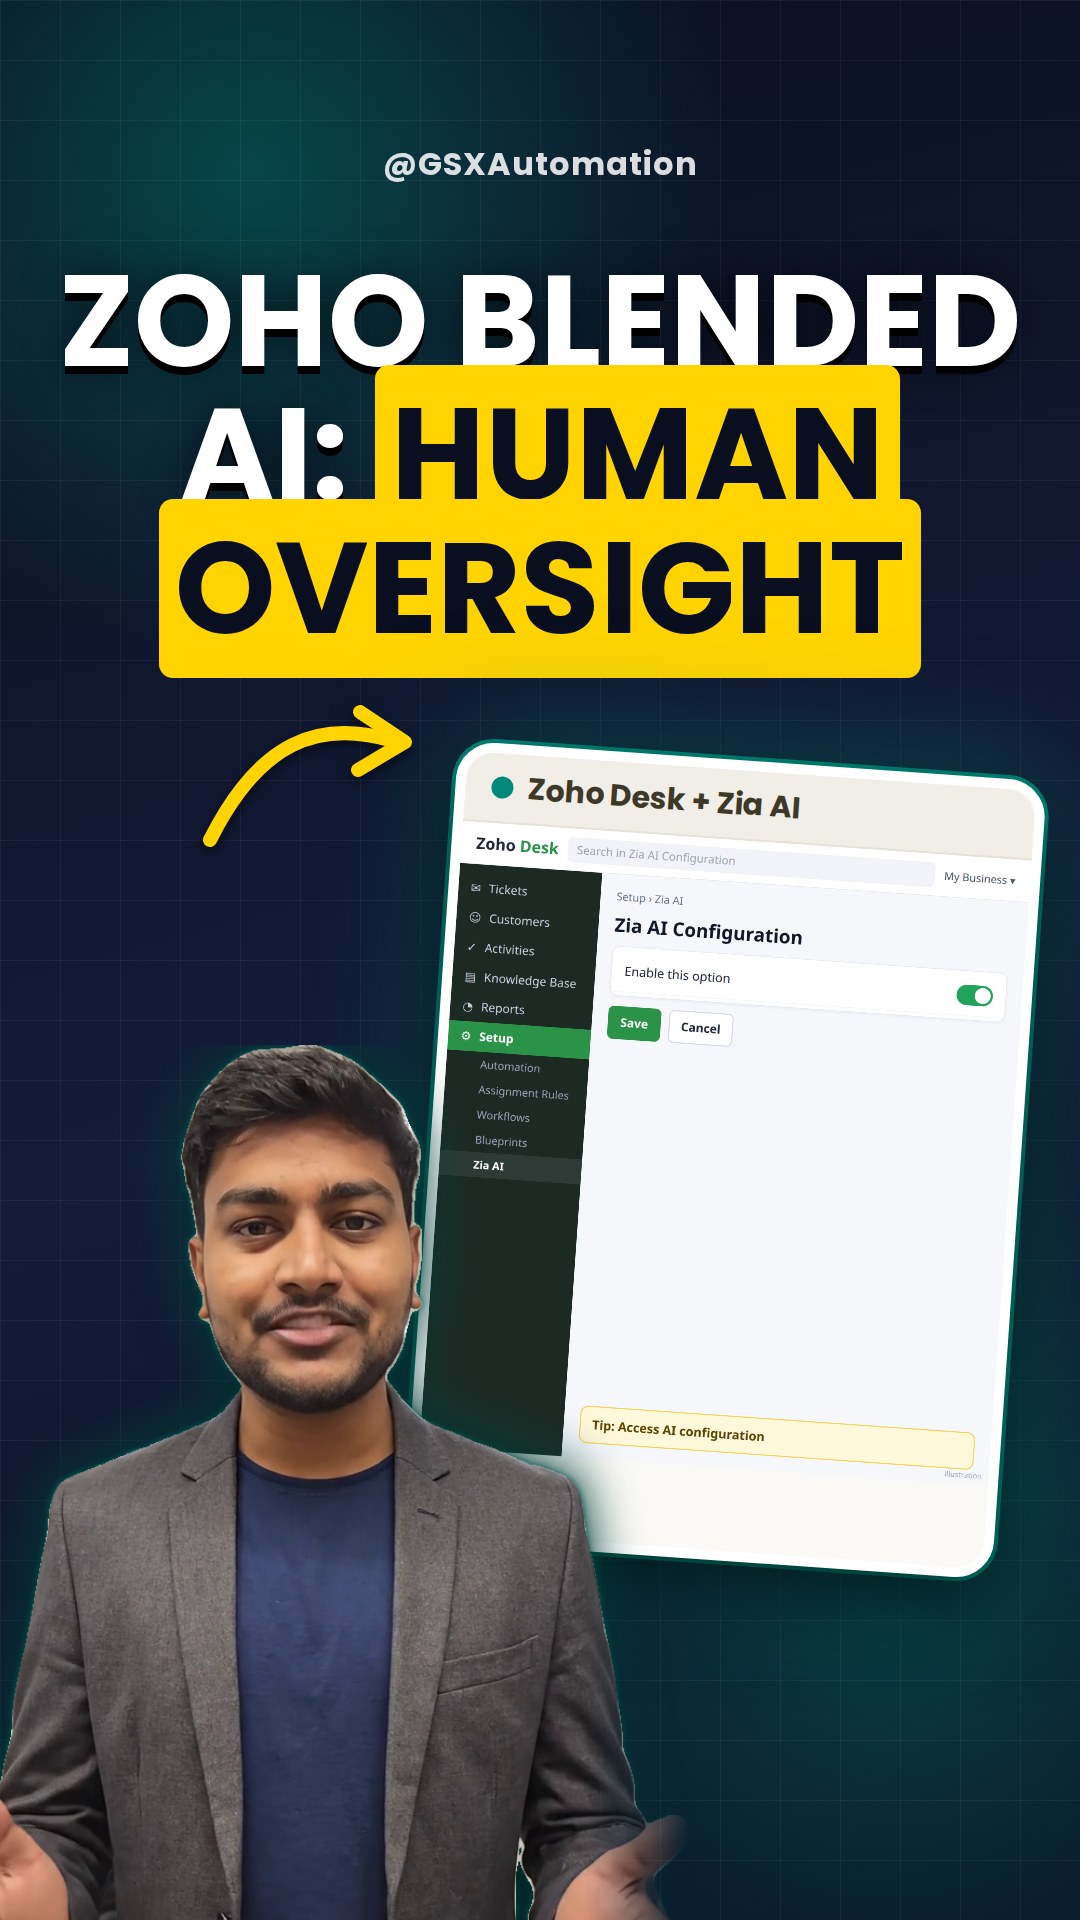 @GSXAutomation
ZOHO BLENDED
AI: HUMAN
OVERSIGHT
Zoho Desk + Zia AI
Zoho Desk
Search in Zia AI Configuration
My Business ▾
Tickets
Customers
Activities
Knowledge Base
Reports
Setup
Automation
Assignment Rules
Workflows
Blueprints
Zia AI
Setup › Zia AI
Zia AI Configuration
Enable this option
Save
Cancel
Tip: Access AI configuration
illustration